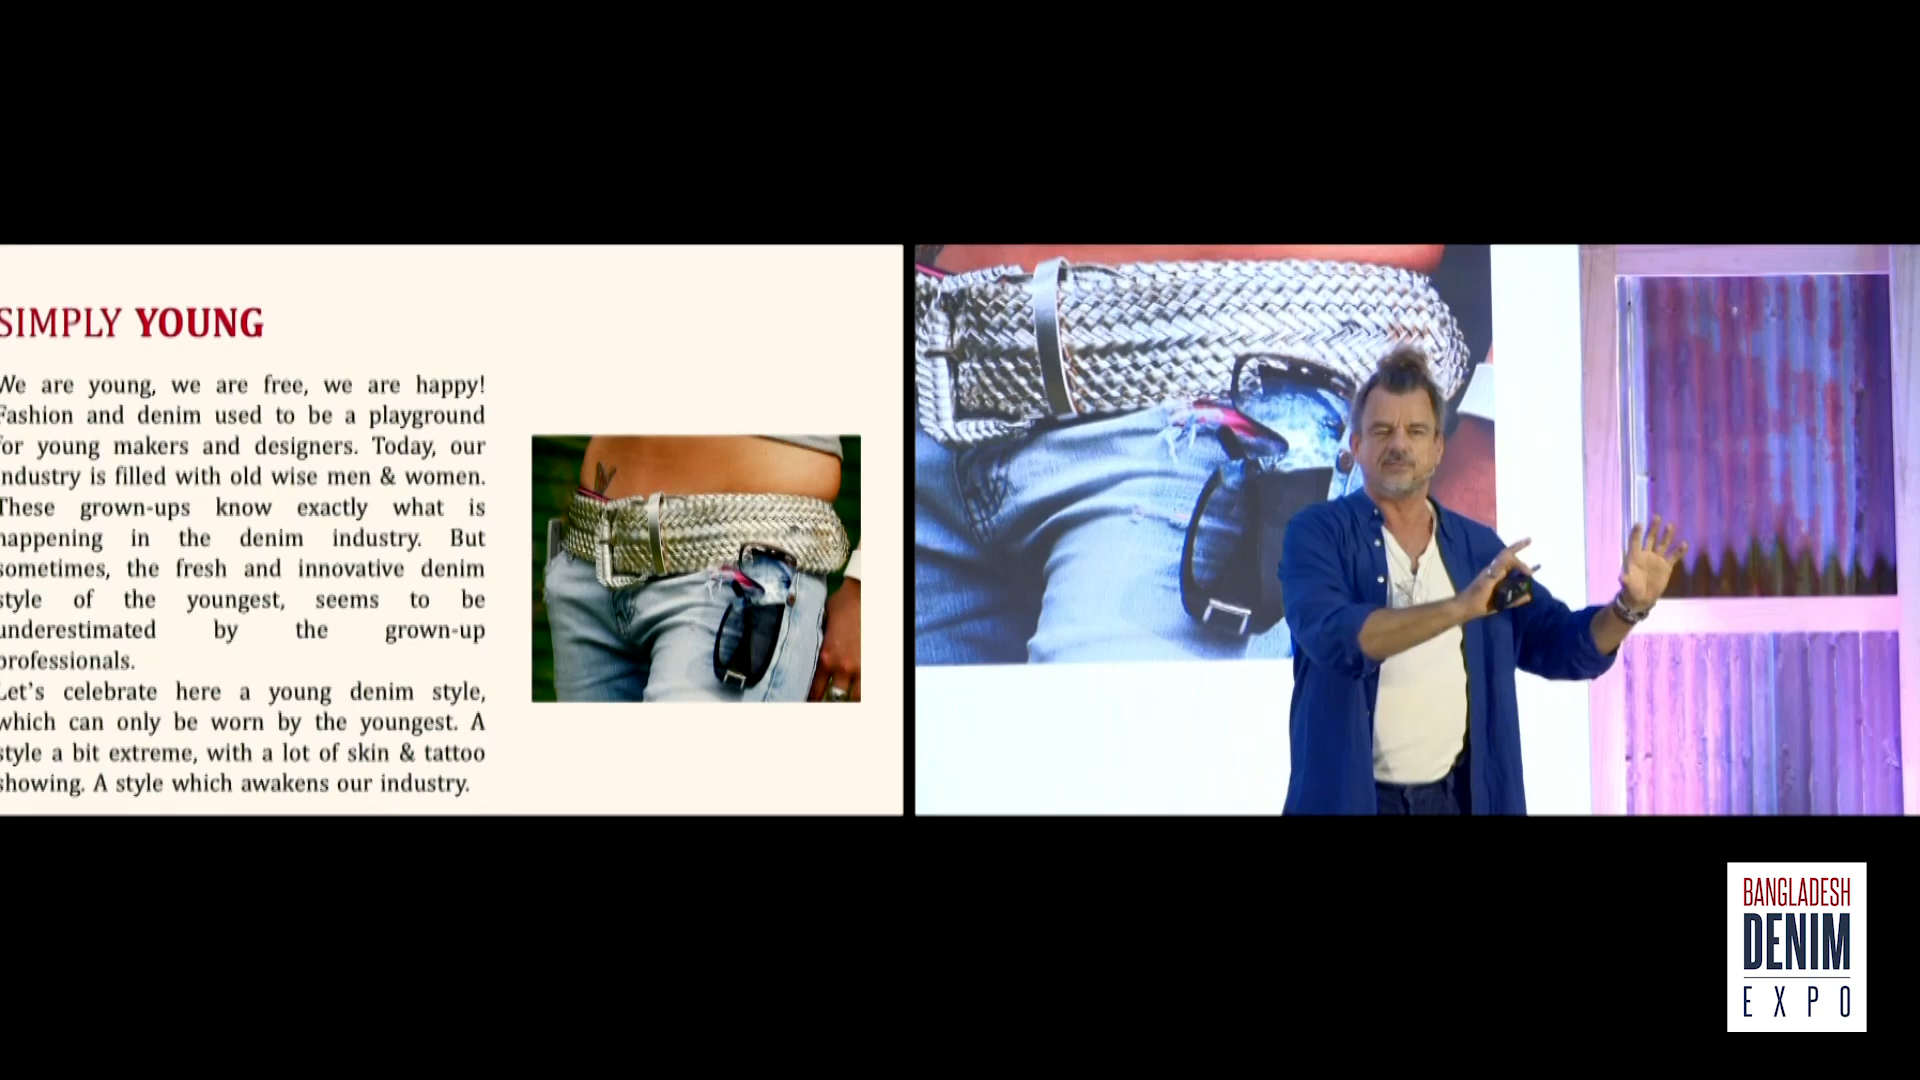 SIMPLY YOUNG
We are young, we are free, we are happy!
Fashion and denim used to be a playground
for young makers and designers. Today, our
industry is filled with old wise men & women.
These grown-ups know exactly what is
happening in the denim industry. But
sometimes, the fresh and innovative denim
style of the youngest, seems to be
underestimated by the grown-up
professionals.
Let's celebrate here a young denim style,
which can only be worn by the youngest. A
style a bit extreme, with a lot of skin & tattoo
showing. A style which awakens our industry.
BANGLADESH
DENIM
EXPO